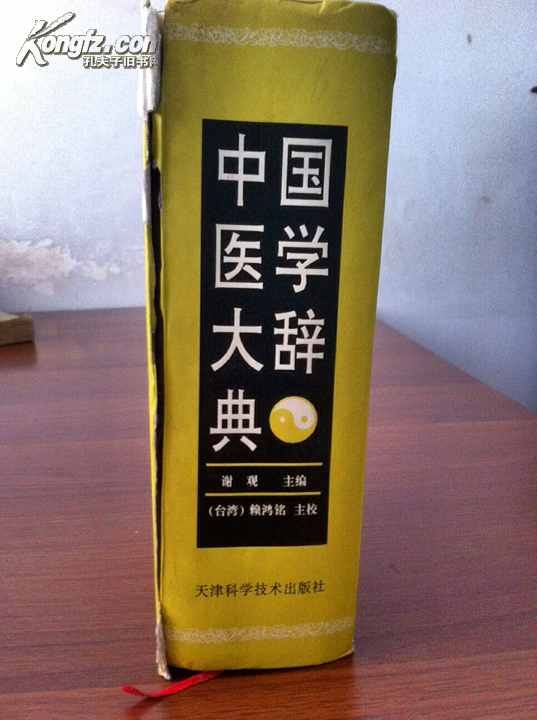 Kongfz.com
孔夫子旧书网
中国
医学
大辞
典
谢 观 主编
(台湾) 赖鸿铭 主校
天津科学技术出版社